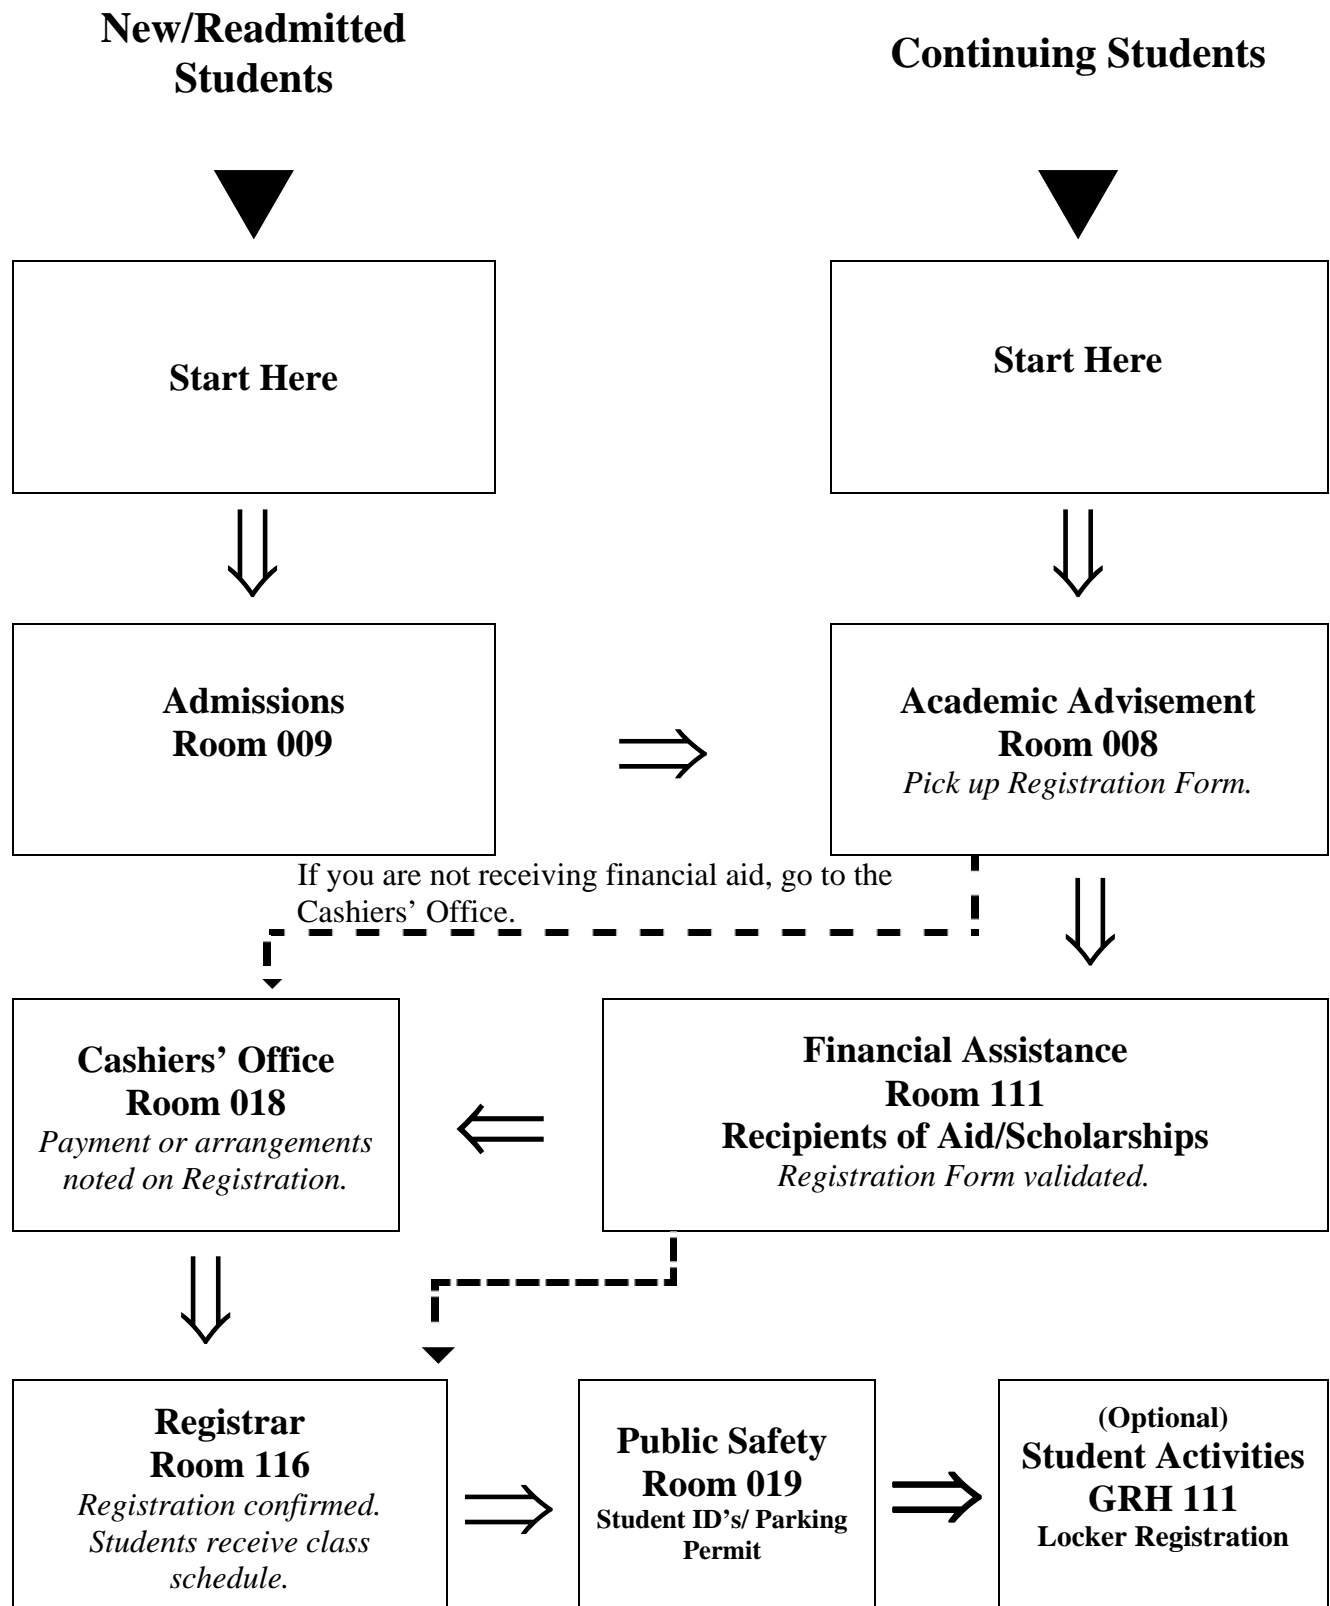 New/Readmitted
Students
Continuing Students
Start Here
Start Here
Admissions
Room 009
Academic Advisement
Room 008
Pick up Registration Form.
If you are not receiving financial aid, go to the
Cashiers’ Office.
Cashiers’ Office
Room 018
Payment or arrangements
noted on Registration.
Financial Assistance
Room 111
Recipients of Aid/Scholarships
Registration Form validated.
Registrar
Room 116
Registration confirmed.
Students receive class
schedule.
Public Safety
Room 019
Student ID's/ Parking
Permit
(Optional)
Student Activities
GRH 111
Locker Registration